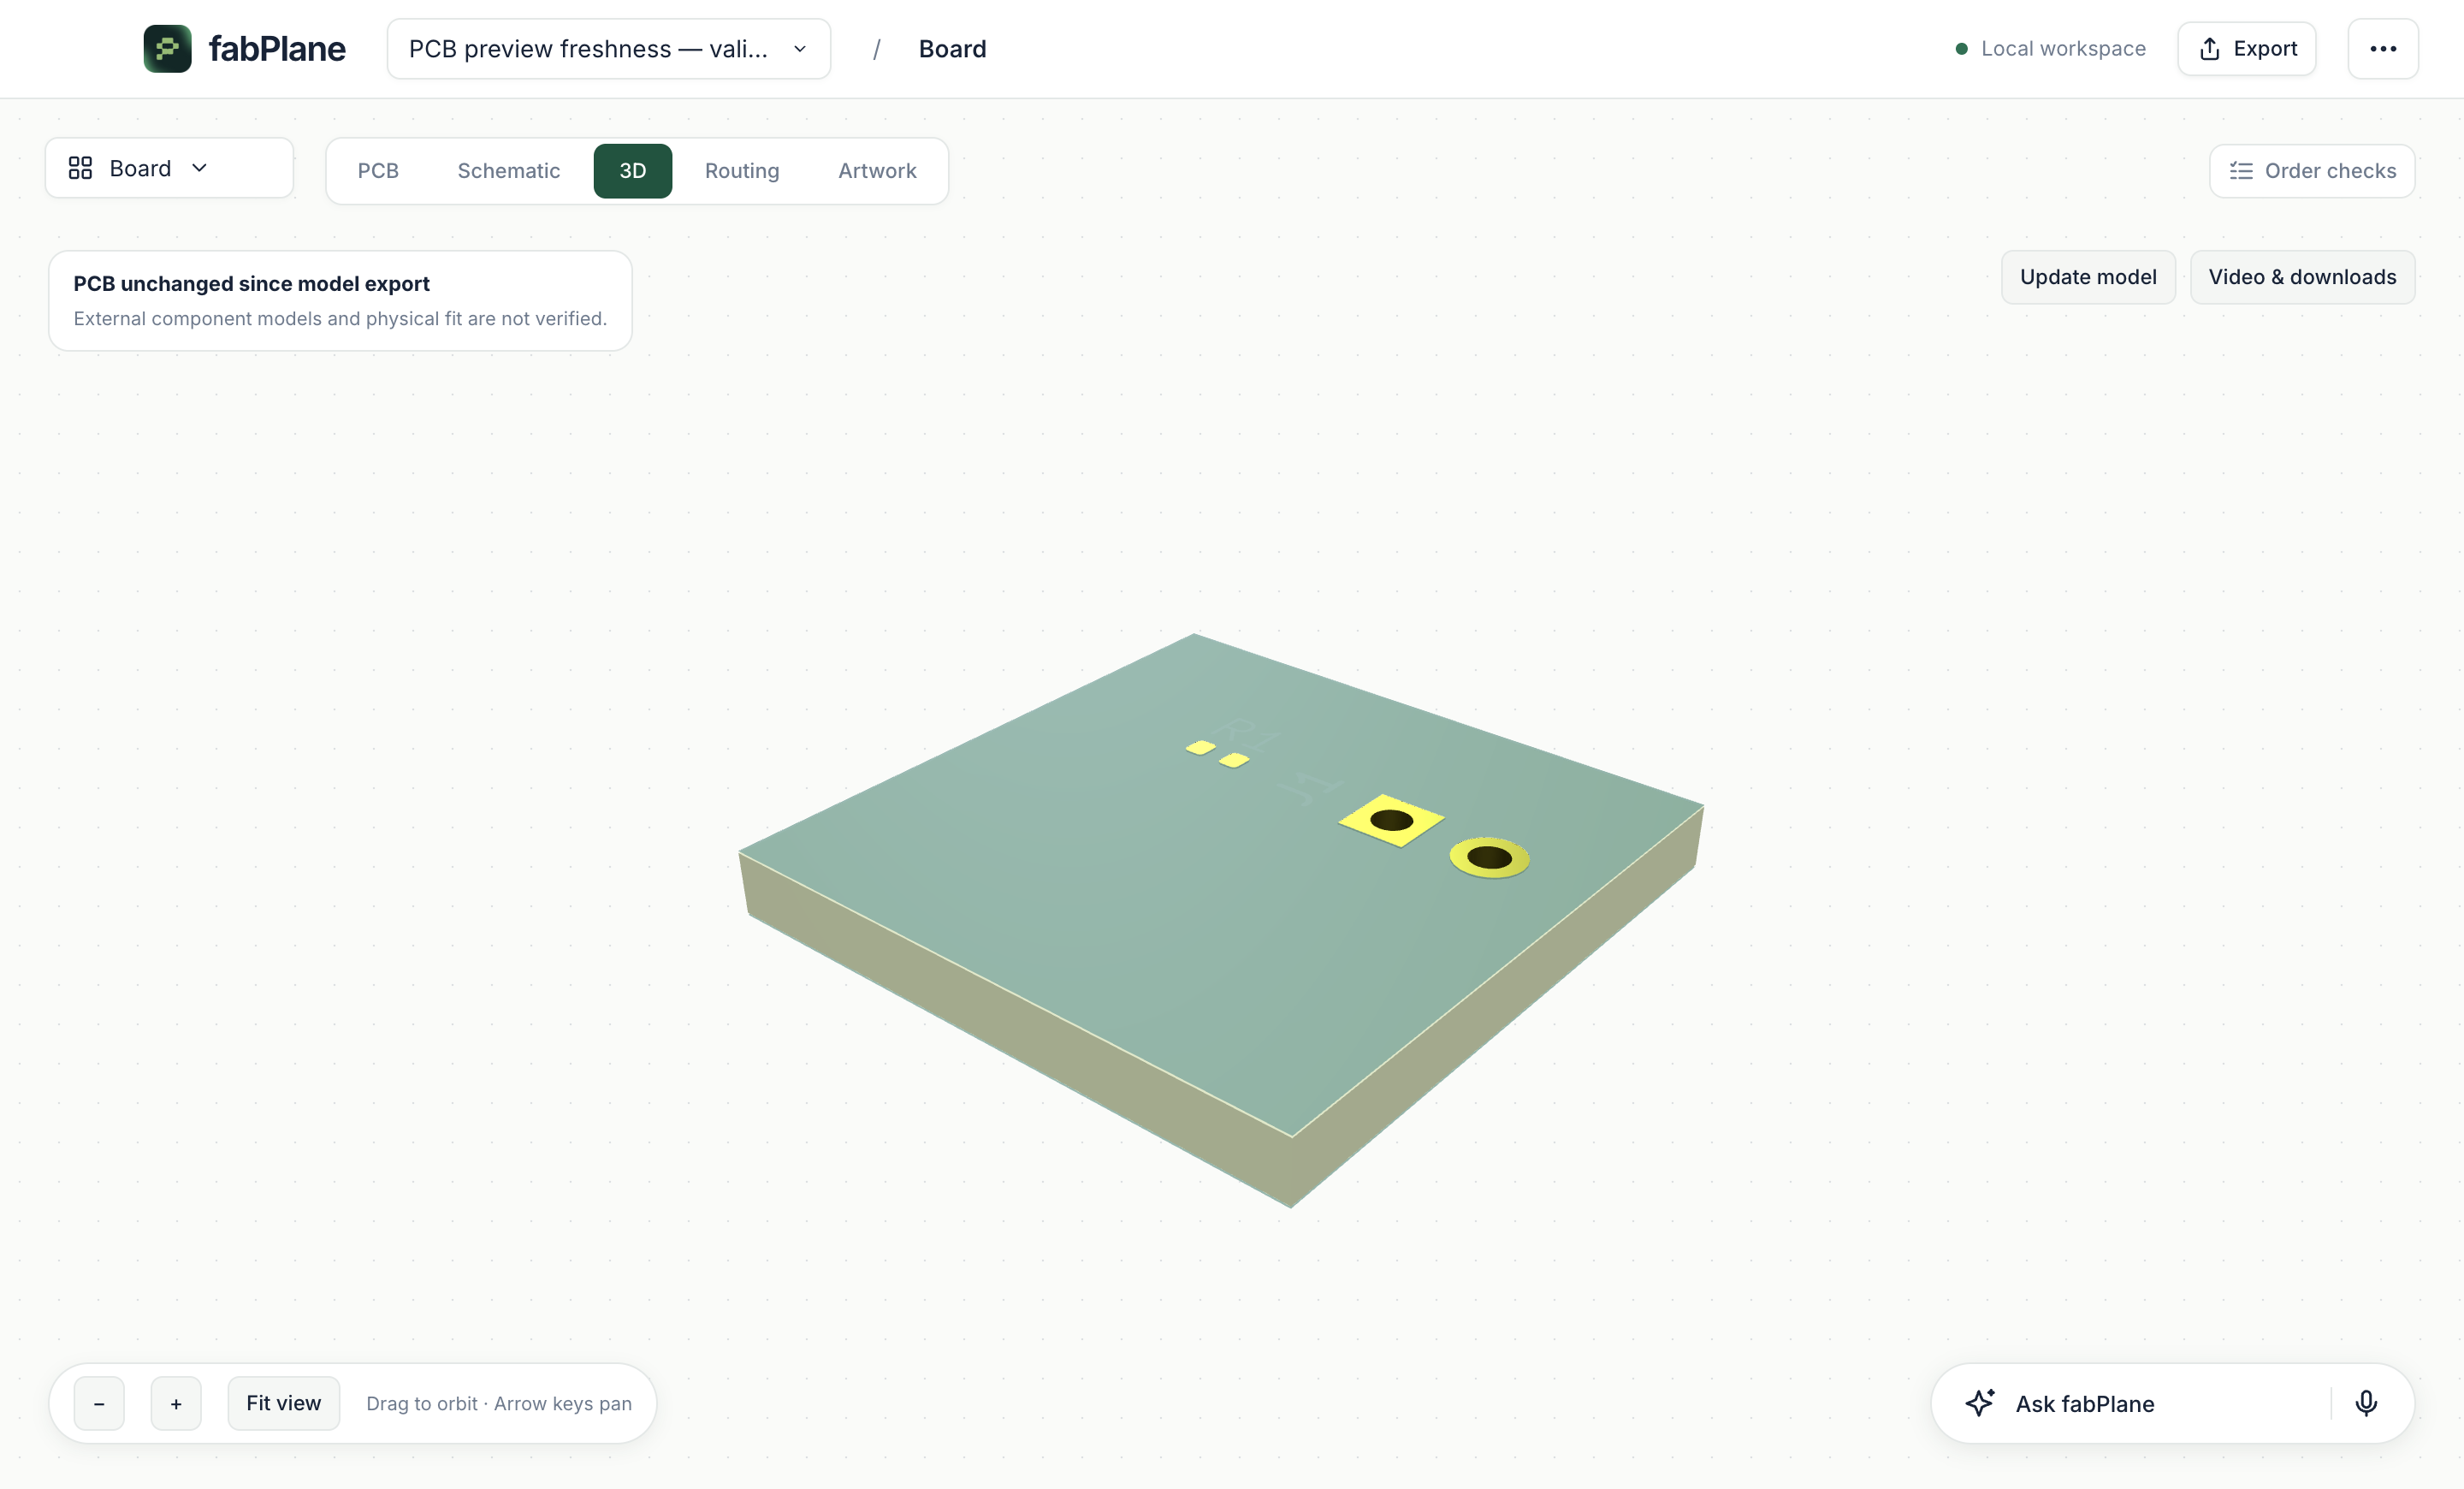 fabPlane
PCB preview freshness — vali...
/
Board
Local workspace
Export
Board
PCB
Schematic
3D
Routing
Artwork
Order checks
PCB unchanged since model export
External component models and physical fit are not verified.
Update model
Video & downloads
R1
J1
−
+
Fit view
Drag to orbit · Arrow keys pan
Ask fabPlane